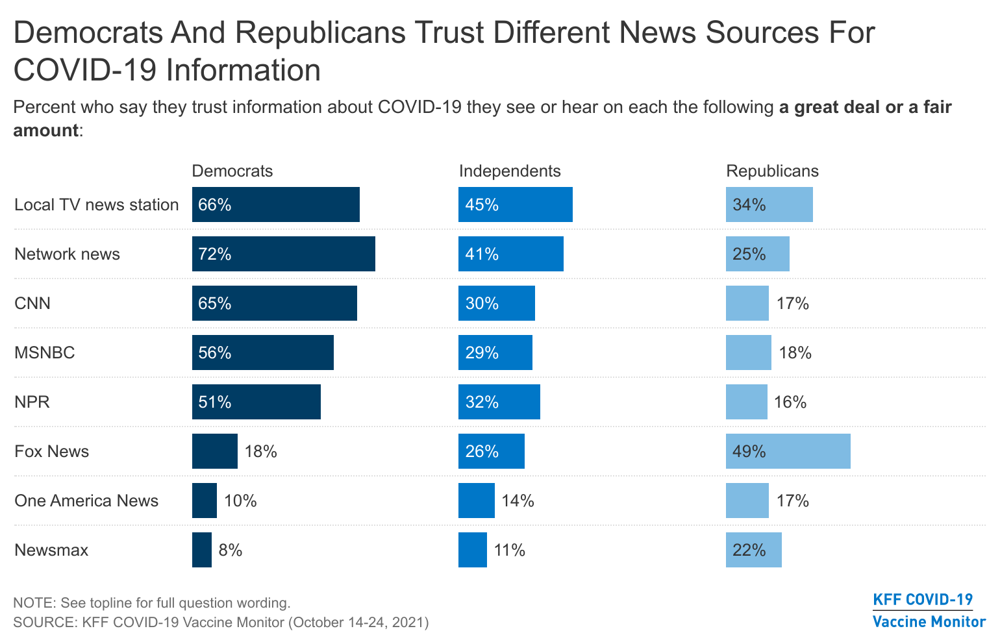 Democrats And Republicans Trust Different News Sources For
COVID-19 Information
Percent who say they trust information about COVID-19 they see or hear on each the following a great deal or a fair
amount:
Democrats Independents Republicans
Local TV news station 66% 45% 34%
Network news 72% 41% 25%
CNN 65% 30% 17%
MSNBC 56% 29% 18%
NPR 51% 32% 16%
Fox News 18% 26% 49%
One America News 10% 14% 17%
Newsmax 8% 11% 22%
NOTE: See topline for full question wording.
SOURCE: KFF COVID-19 Vaccine Monitor (October 14-24, 2021)
KFF COVID-19
Vaccine Monitor